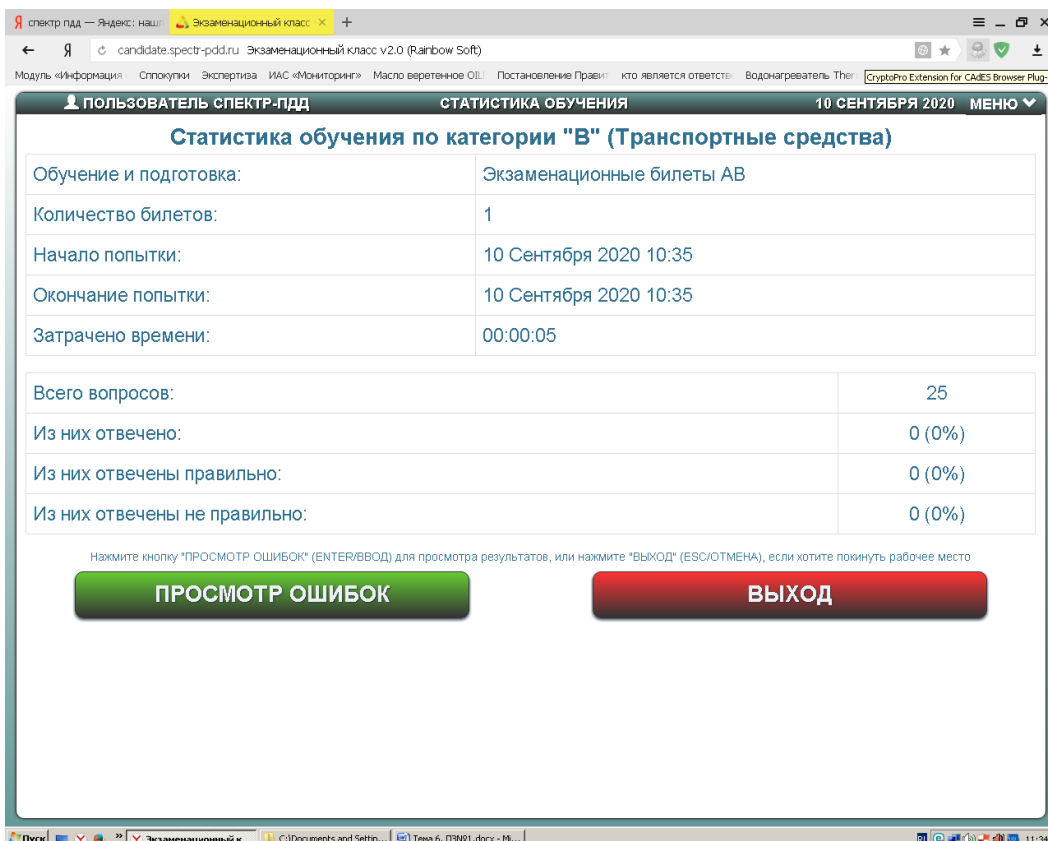 спектр пдд — Яндекс: наш
Экзаменационный класс
candidate.spectr-pdd.ru Экзаменационный класс v2.0 (Rainbow Soft)
Модуль «Информация Сппокупки Экспертиза ИАС «Мониторинг» Масло веретенное OIL Постановление Прави кто является ответств Водонагреватель Ther
CryptoPro Extension for CAdES Browser Plug-
ПОЛЬЗОВАТЕЛЬ СПЕКТР-ПДД СТАТИСТИКА ОБУЧЕНИЯ 10 СЕНТЯБРЯ 2020 МЕНЮ
Статистика обучения по категории "B" (Транспортные средства)
Обучение и подготовка: Экзаменационные билеты AB
Количество билетов: 1
Начало попытки: 10 Сентября 2020 10:35
Окончание попытки: 10 Сентября 2020 10:35
Затрачено времени: 00:00:05
Всего вопросов: 25
Из них отвечено: 0 (0%)
Из них отвечены правильно: 0 (0%)
Из них отвечены не правильно: 0 (0%)
Нажмите кнопку "ПРОСМОТР ОШИБОК" (ENTER/ВВОД) для просмотра результатов, или нажмите "ВЫХОД" (ESC/ОТМЕНА), если хотите покинуть рабочее место
ПРОСМОТР ОШИБОК ВЫХОД
Пуск Экзаменационный к... C:\Documents and Settin... Тема 6. ПЗ№1.docx - Mi... 11:34